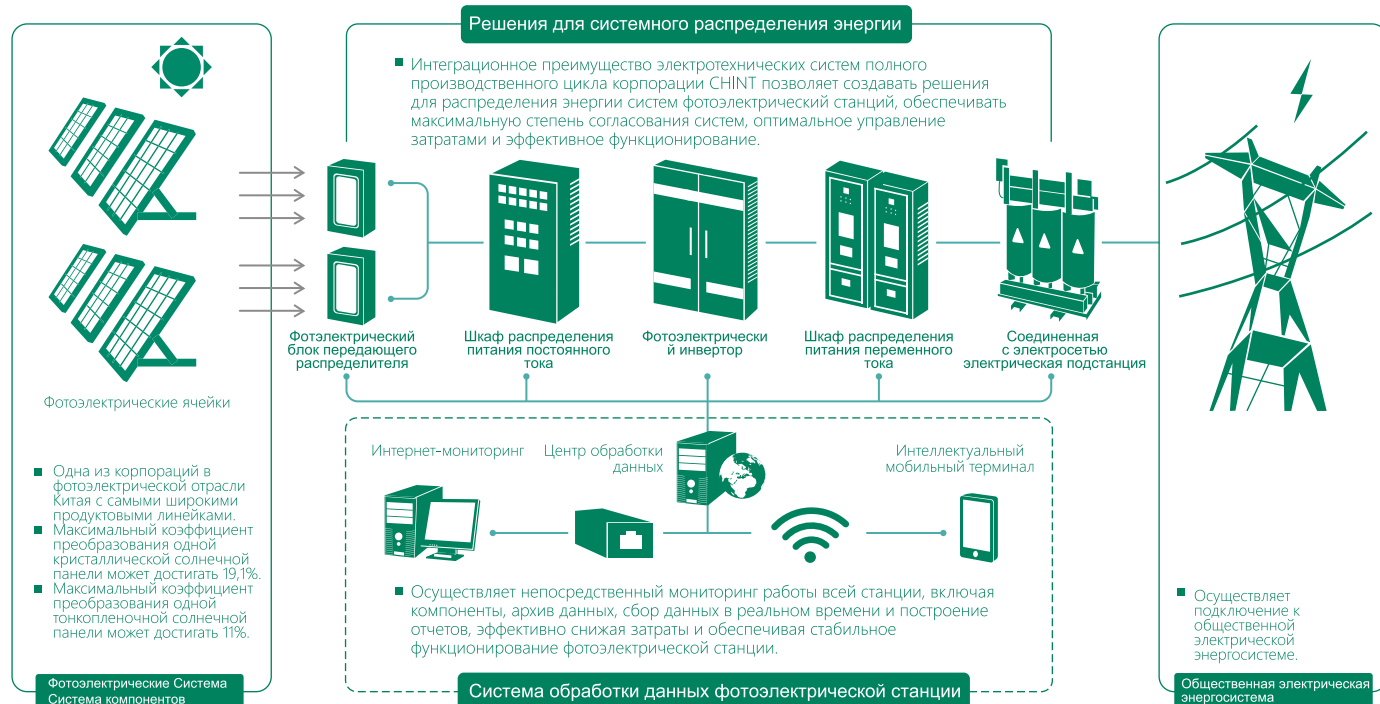 Решения для системного распределения энергии
Интеграционное преимущество электротехнических систем полного
производственного цикла корпорации CHINT позволяет создавать решения
для распределения энергии систем фотоэлектрический станций, обеспечивать
максимальную степень согласования систем, оптимальное управление
затратами и эффективное функционирование.
Фотоэлектрические ячейки
Одна из корпораций в
фотоэлектрической отрасли
Китая с самыми широкими
продуктовыми линейками.
Максимальный коэффициент
преобразования одной
кристаллической солнечной
панели может достигать 19,1%.
Максимальный коэффициент
преобразования одной
тонкопленочной солнечной
панели может достигать 11%.
Фотоэлектрические Система
Система компонентов
Фотэлектрический
блок передающего
распределителя
Шкаф распределения
питания постоянного
тока
Фотоэлектрически
й инвертор
Шкаф распределения
питания переменного
тока
Соединенная
с электросетью
электрическая подстанция
Интернет-мониторинг
Центр обработки
данных
Интеллектуальный
мобильный терминал
Осуществляет непосредственный мониторинг работы всей станции, включая
компоненты, архив данных, сбор данных в реальном времени и построение
отчетов, эффективно снижая затраты и обеспечивая стабильное
функционирование фотоэлектрической станции.
Система обработки данных фотоэлектрической станции
Осуществляет
подключение к
общественной
электрической
энергосистеме.
Общественная электрическая
энергосистема